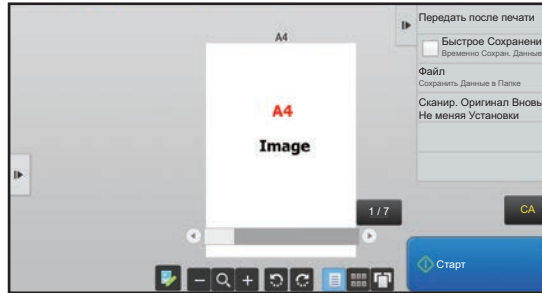 A4
A4
Image
1 / 7
Передать после печати
Быстрое Сохранени
Временно Сохран. Данные
Файл
Сохранить Данные в Папке
Сканир. Оригинал Вновь
Не меняя Установки
CA
Старт